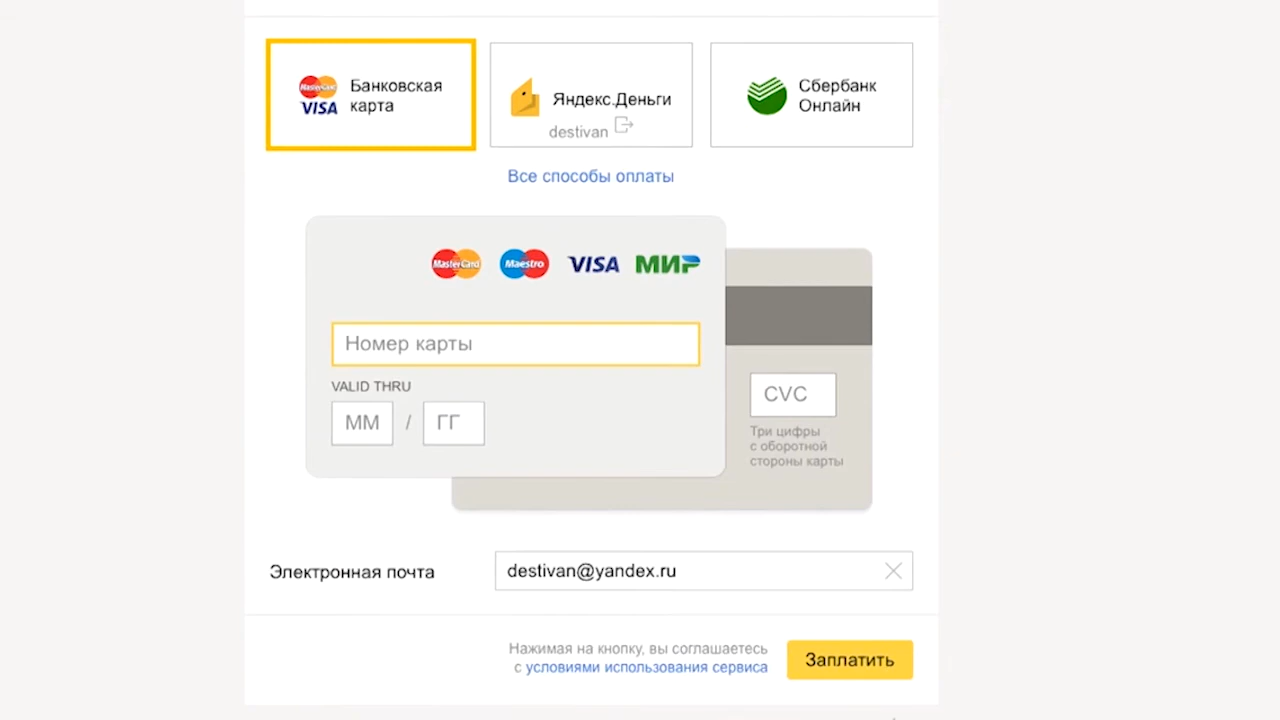 MasterCard
VISA
Банковская
карта
Яндекс.Деньги
destivan
Сбербанк
Онлайн
Все способы оплаты
MasterCard Maestro VISA МИР
Номер карты
VALID THRU
ММ / ГГ
CVC
Три цифры
с оборотной
стороны карты
Электронная почта destivan@yandex.ru
Нажимая на кнопку, вы соглашаетесь
с условиями использования сервиса
Заплатить